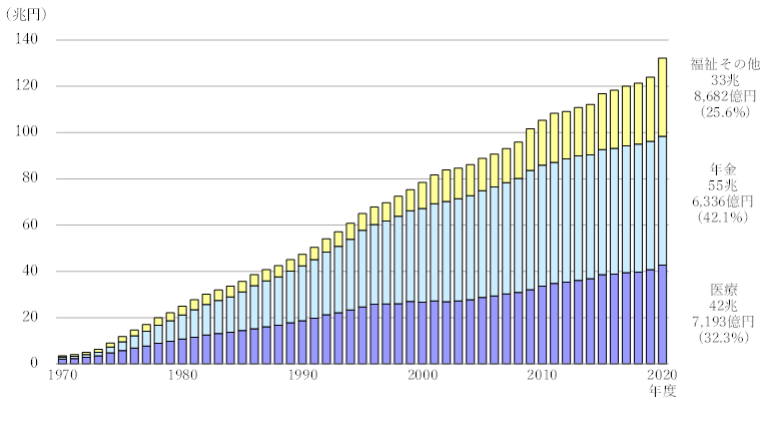 （兆円）
140
120
100
80
60
40
20
0
1970
1980
1990
2000
2010
2020
年度
福祉その他
33兆
8,682億円
（25.6%）
年金
55兆
6,336億円
（42.1%）
医療
42兆
7,193億円
（32.3%）